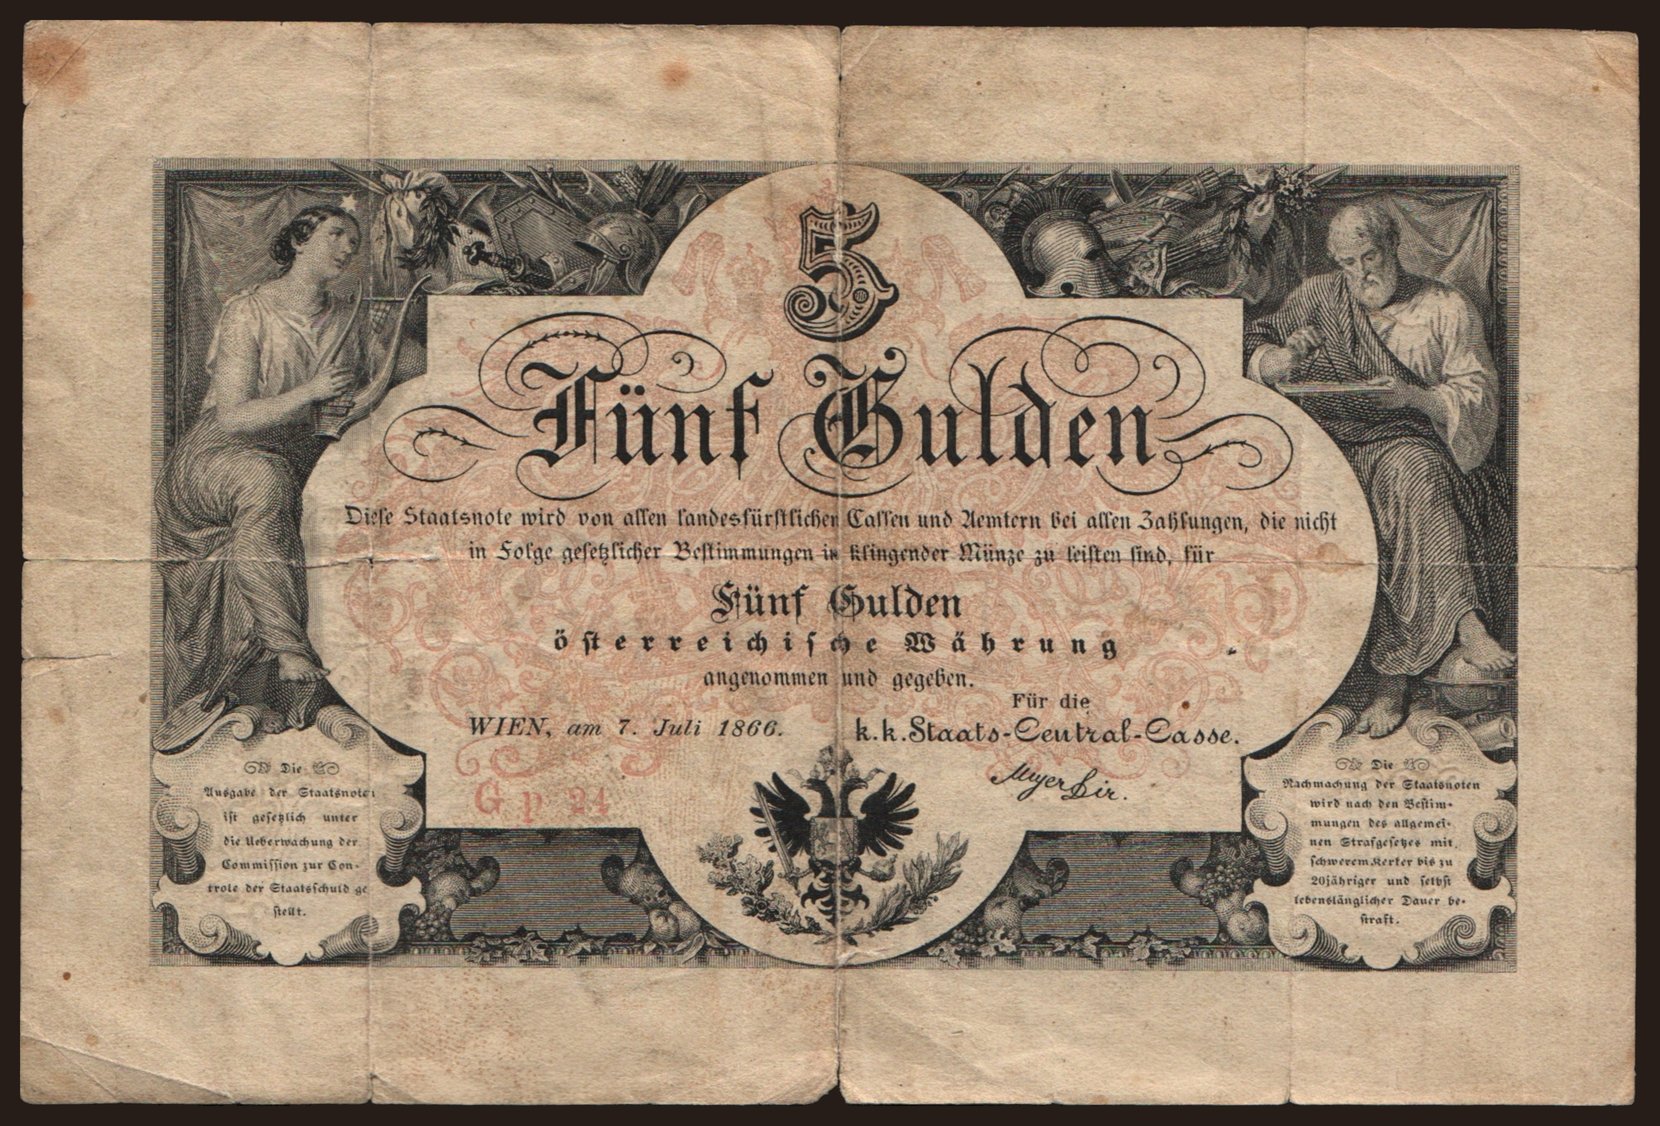 5
Fünf Gulden
Diese Staatsnote wird von allen landesfürstlichen Cassen und Aemtern bei allen Zahlungen, die nicht
in Folge gesetzlicher Bestimmungen in klingender Münze zu leisten sind, für
Fünf Gulden
österreichische Währung
angenommen und gegeben.
Für die
WIEN, am 7. Juli 1866.
k.k. Staats-Central-Casse.
Meyer Dir.
G p 24
Die
Ausgabe der Staatsnoten
ist gesetzlich unter
die Ueberwachung der
Commission zur Con-
trole der Staatsschuld ge
stellt.
Die
Nachmachung der Staatsnoten
wird nach den Bestim-
mungen des allgemei-
nen Strafgesetzes mit
schwerem Kerker bis zu
20jähriger und selbst
lebenslänglicher Dauer be-
straft.